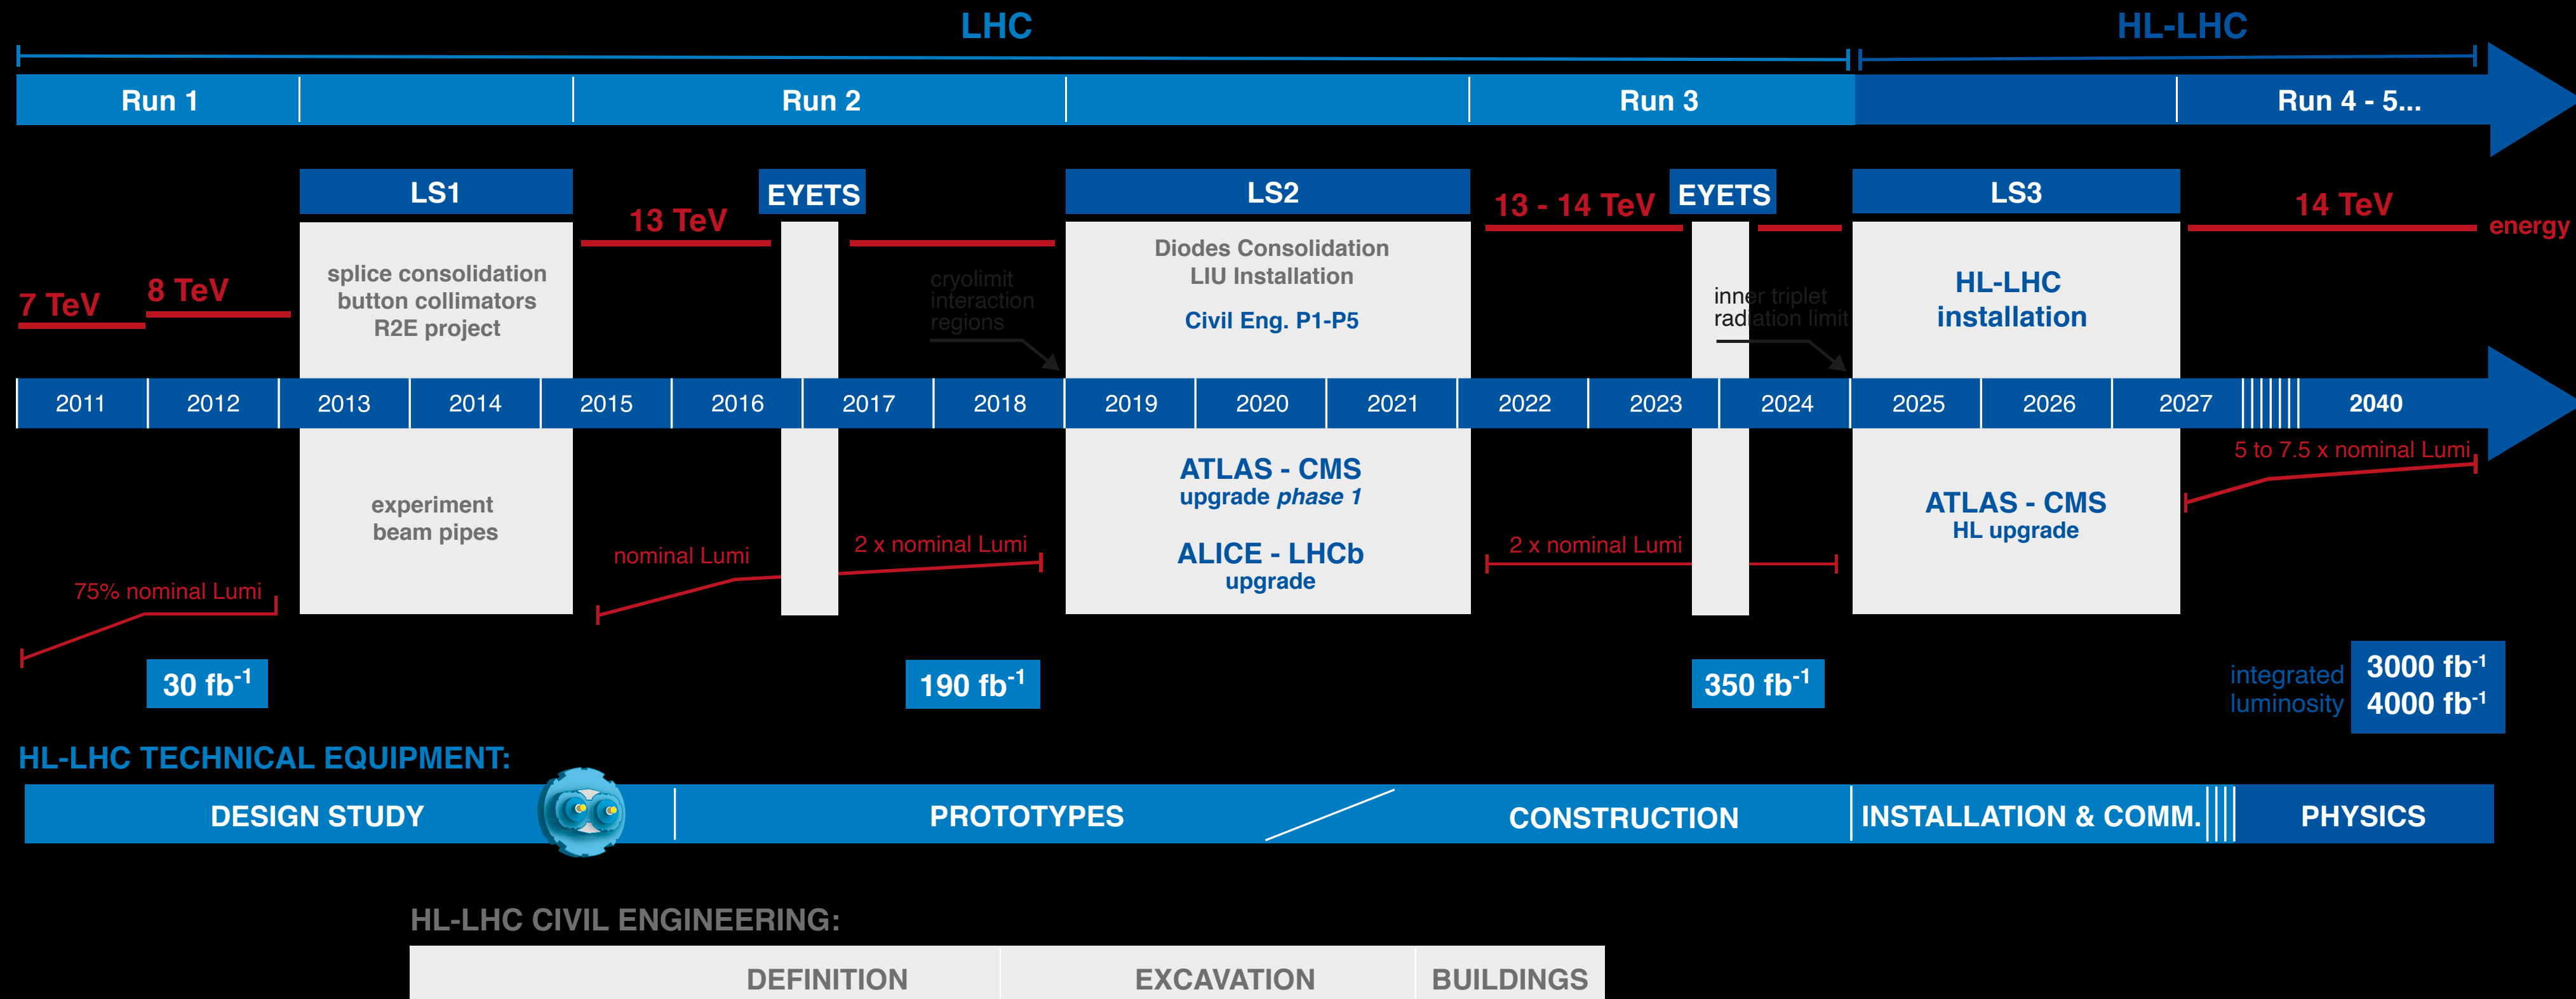 LHC
HL-LHC
Run 1
Run 2
Run 3
Run 4 - 5...
LS1
EYETS
LS2
EYETS
LS3
13 TeV
13 - 14 TeV
14 TeV
energy
7 TeV
8 TeV
splice consolidation
button collimators
R2E project
cryolimit
interaction
regions
Diodes Consolidation
LIU Installation
Civil Eng. P1-P5
inner triplet
radiation limit
HL-LHC
installation
2011
2012
2013
2014
2015
2016
2017
2018
2019
2020
2021
2022
2023
2024
2025
2026
2027
2040
5 to 7.5 x nominal Lumi
experiment
beam pipes
ATLAS - CMS
upgrade phase 1
ALICE - LHCb
upgrade
ATLAS - CMS
HL upgrade
75% nominal Lumi
nominal Lumi
2 x nominal Lumi
2 x nominal Lumi
30 fb-1
190 fb-1
350 fb-1
integrated
luminosity
3000 fb-1
4000 fb-1
HL-LHC TECHNICAL EQUIPMENT:
DESIGN STUDY
PROTOTYPES
CONSTRUCTION
INSTALLATION & COMM.
PHYSICS
HL-LHC CIVIL ENGINEERING:
DEFINITION
EXCAVATION
BUILDINGS